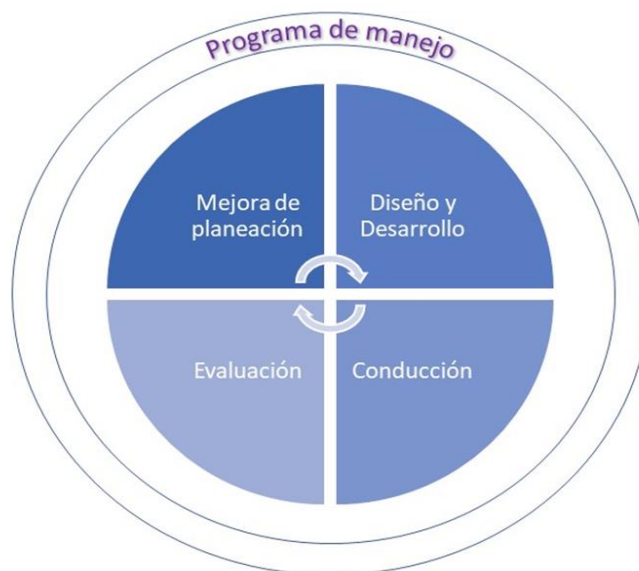 Programa de manejo
Mejora de
planeación
Diseño y
Desarrollo
Evaluación
Conducción